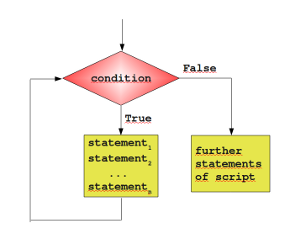 condition
False
True
statement₁
statement₂
...
statementₙ
further
statements
of script